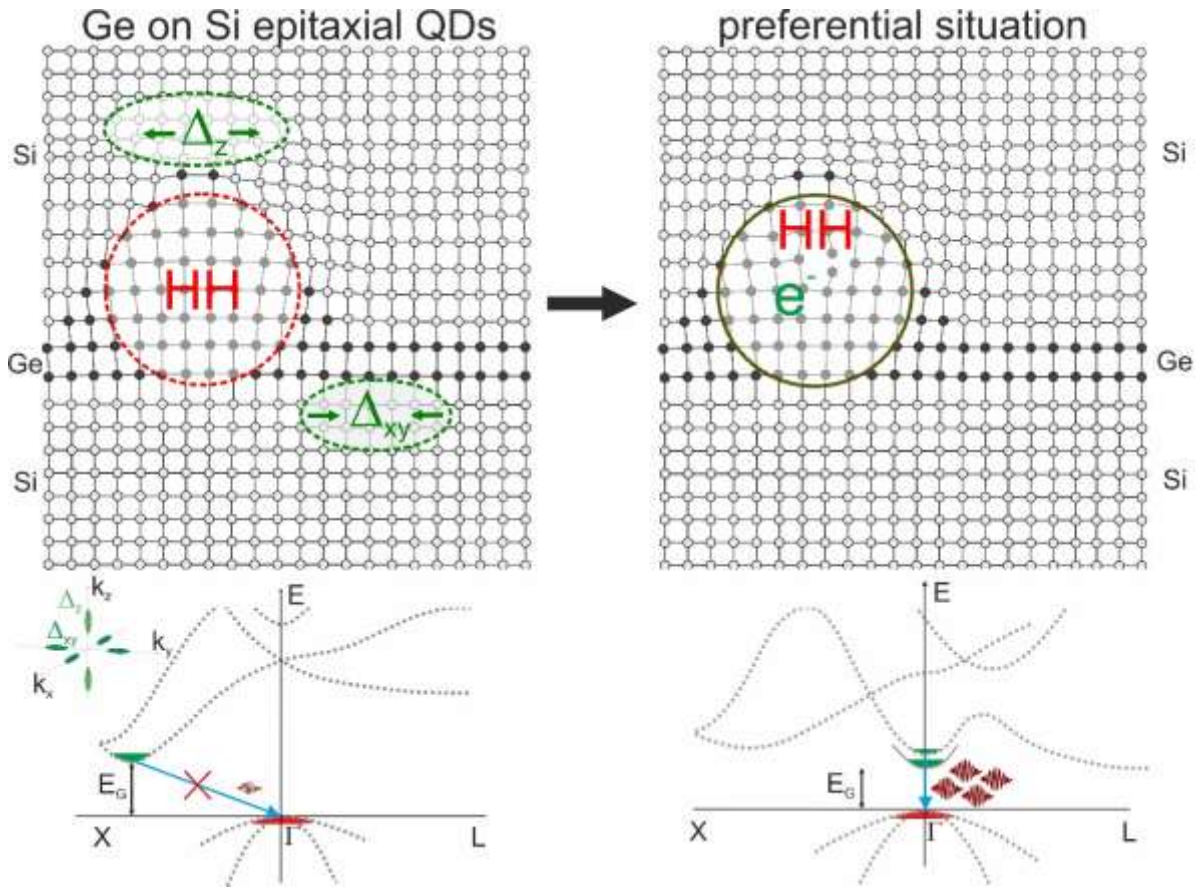 Ge on Si epitaxial QDs
preferential situation
Δz
Si
Si
HH
HH
e-
Ge
Ge
Δxy
Si
Si
kz
Δz
Δxy
ky
kx
E
E
EG
EG
X
Γ
L
X
Γ
L